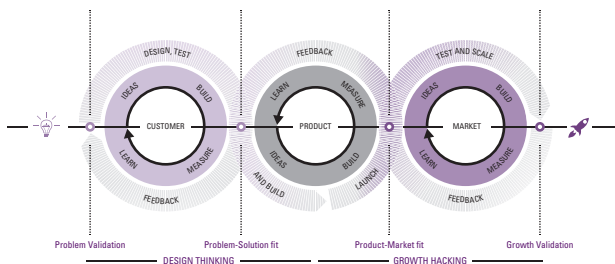 DESIGN, TEST
FEEDBACK
TEST AND SCALE
IDEAS
BUILD
LEARN
MEASURE
IDEAS
BUILD
CUSTOMER
PRODUCT
MARKET
LEARN
MEASURE
IDEAS
BUILD
LEARN
MEASURE
FEEDBACK
AND BUILD
LAUNCH
FEEDBACK
Problem Validation
Problem-Solution fit
Product-Market fit
Growth Validation
DESIGN THINKING
GROWTH HACKING